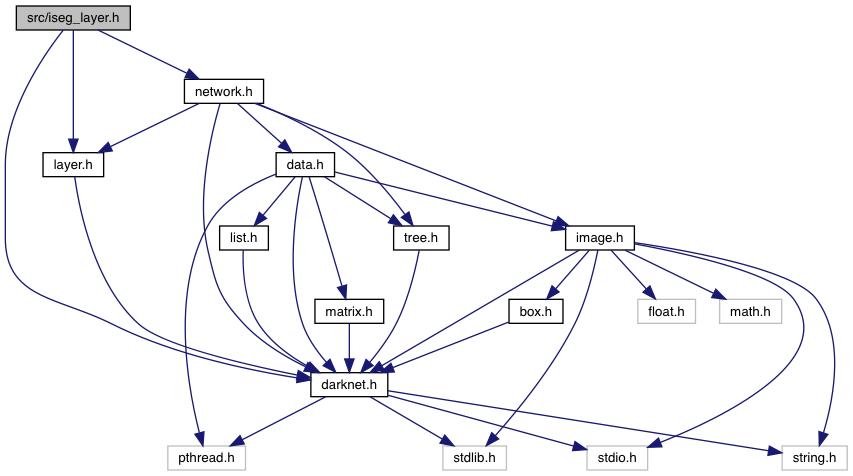 src/iseg_layer.h
network.h
layer.h
data.h
list.h
tree.h
image.h
matrix.h
box.h
float.h
math.h
darknet.h
pthread.h
stdlib.h
stdio.h
string.h